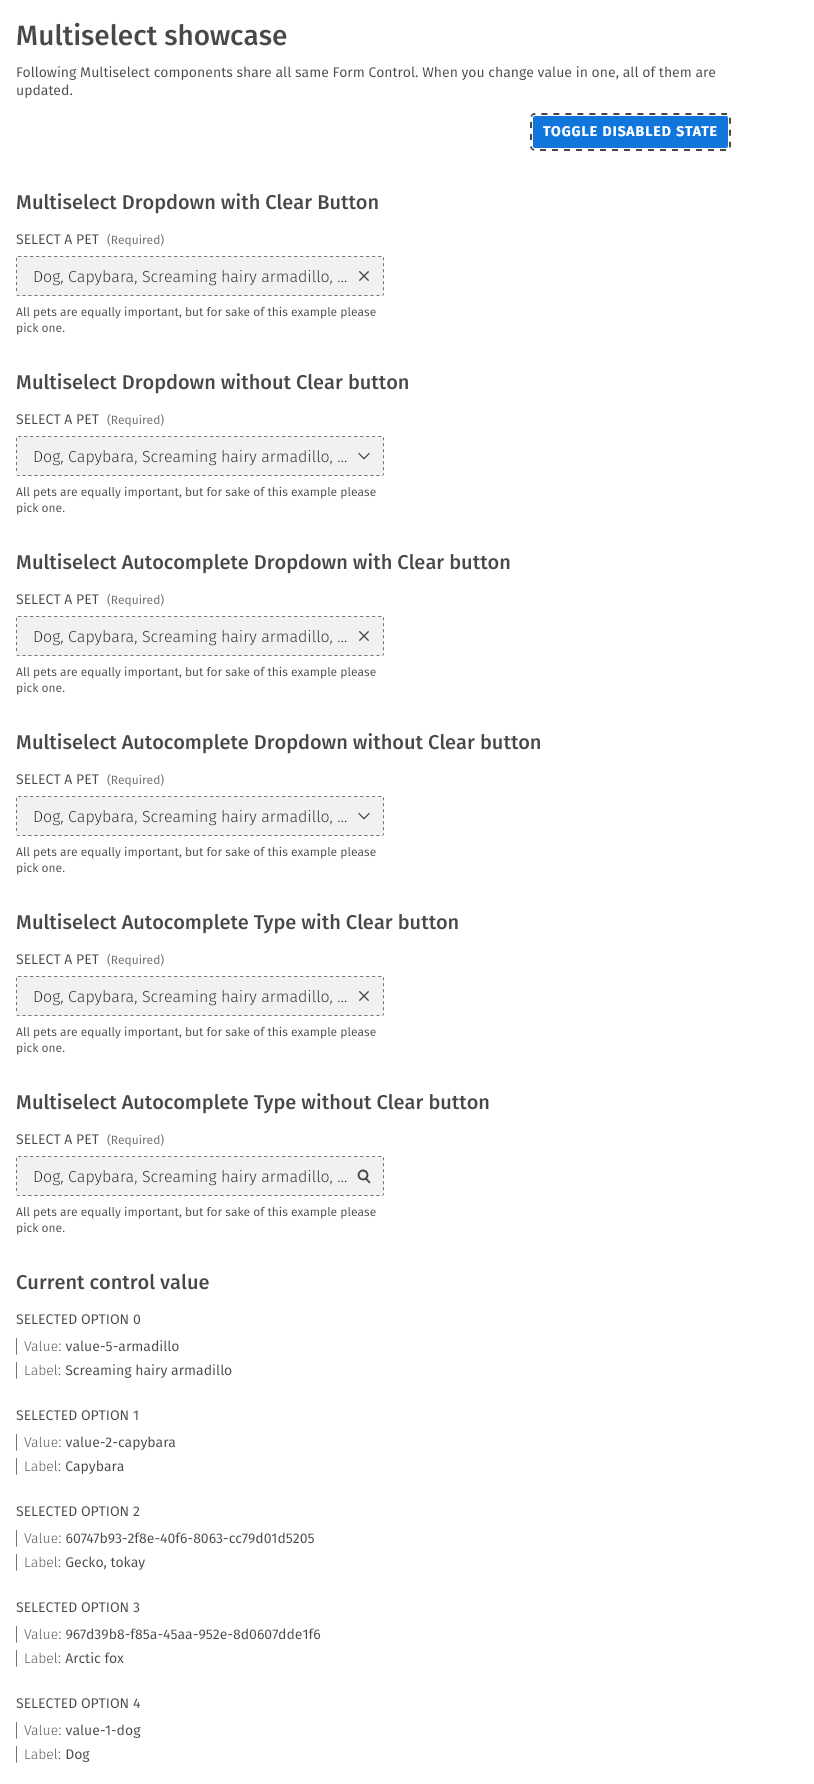 Multiselect showcase
Following Multiselect components share all same Form Control. When you change value in one, all of them are
updated.
TOGGLE DISABLED STATE
Multiselect Dropdown with Clear Button
SELECT A PET (Required)
Dog, Capybara, Screaming hairy armadillo, ...
All pets are equally important, but for sake of this example please
pick one.
Multiselect Dropdown without Clear button
SELECT A PET (Required)
Dog, Capybara, Screaming hairy armadillo, ...
All pets are equally important, but for sake of this example please
pick one.
Multiselect Autocomplete Dropdown with Clear button
SELECT A PET (Required)
Dog, Capybara, Screaming hairy armadillo, ...
All pets are equally important, but for sake of this example please
pick one.
Multiselect Autocomplete Dropdown without Clear button
SELECT A PET (Required)
Dog, Capybara, Screaming hairy armadillo, ...
All pets are equally important, but for sake of this example please
pick one.
Multiselect Autocomplete Type with Clear button
SELECT A PET (Required)
Dog, Capybara, Screaming hairy armadillo, ...
All pets are equally important, but for sake of this example please
pick one.
Multiselect Autocomplete Type without Clear button
SELECT A PET (Required)
Dog, Capybara, Screaming hairy armadillo, ...
All pets are equally important, but for sake of this example please
pick one.
Current control value
SELECTED OPTION 0
Value: value-5-armadillo
Label: Screaming hairy armadillo
SELECTED OPTION 1
Value: value-2-capybara
Label: Capybara
SELECTED OPTION 2
Value: 60747b93-2f8e-40f6-8063-cc79d01d5205
Label: Gecko, tokay
SELECTED OPTION 3
Value: 967d39b8-f85a-45aa-952e-8d0607dde1f6
Label: Arctic fox
SELECTED OPTION 4
Value: value-1-dog
Label: Dog